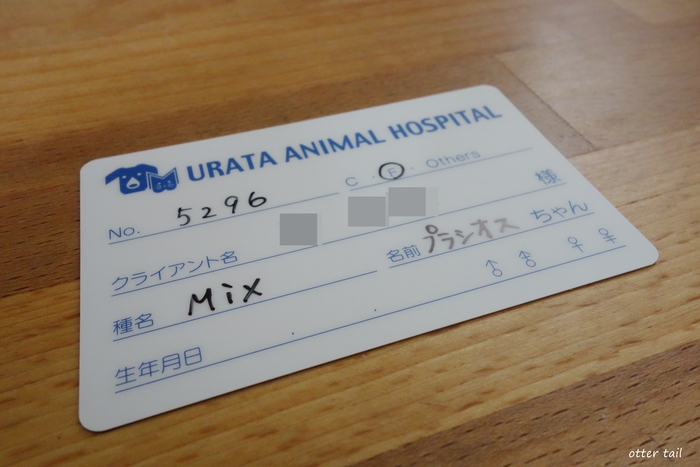 URATA ANIMAL HOSPITAL
No. 5296 C · F · Others
クライアント名 様
種名 Mix 名前 プラシオス ちゃん
生年月日 ♂ ♀
otter tail